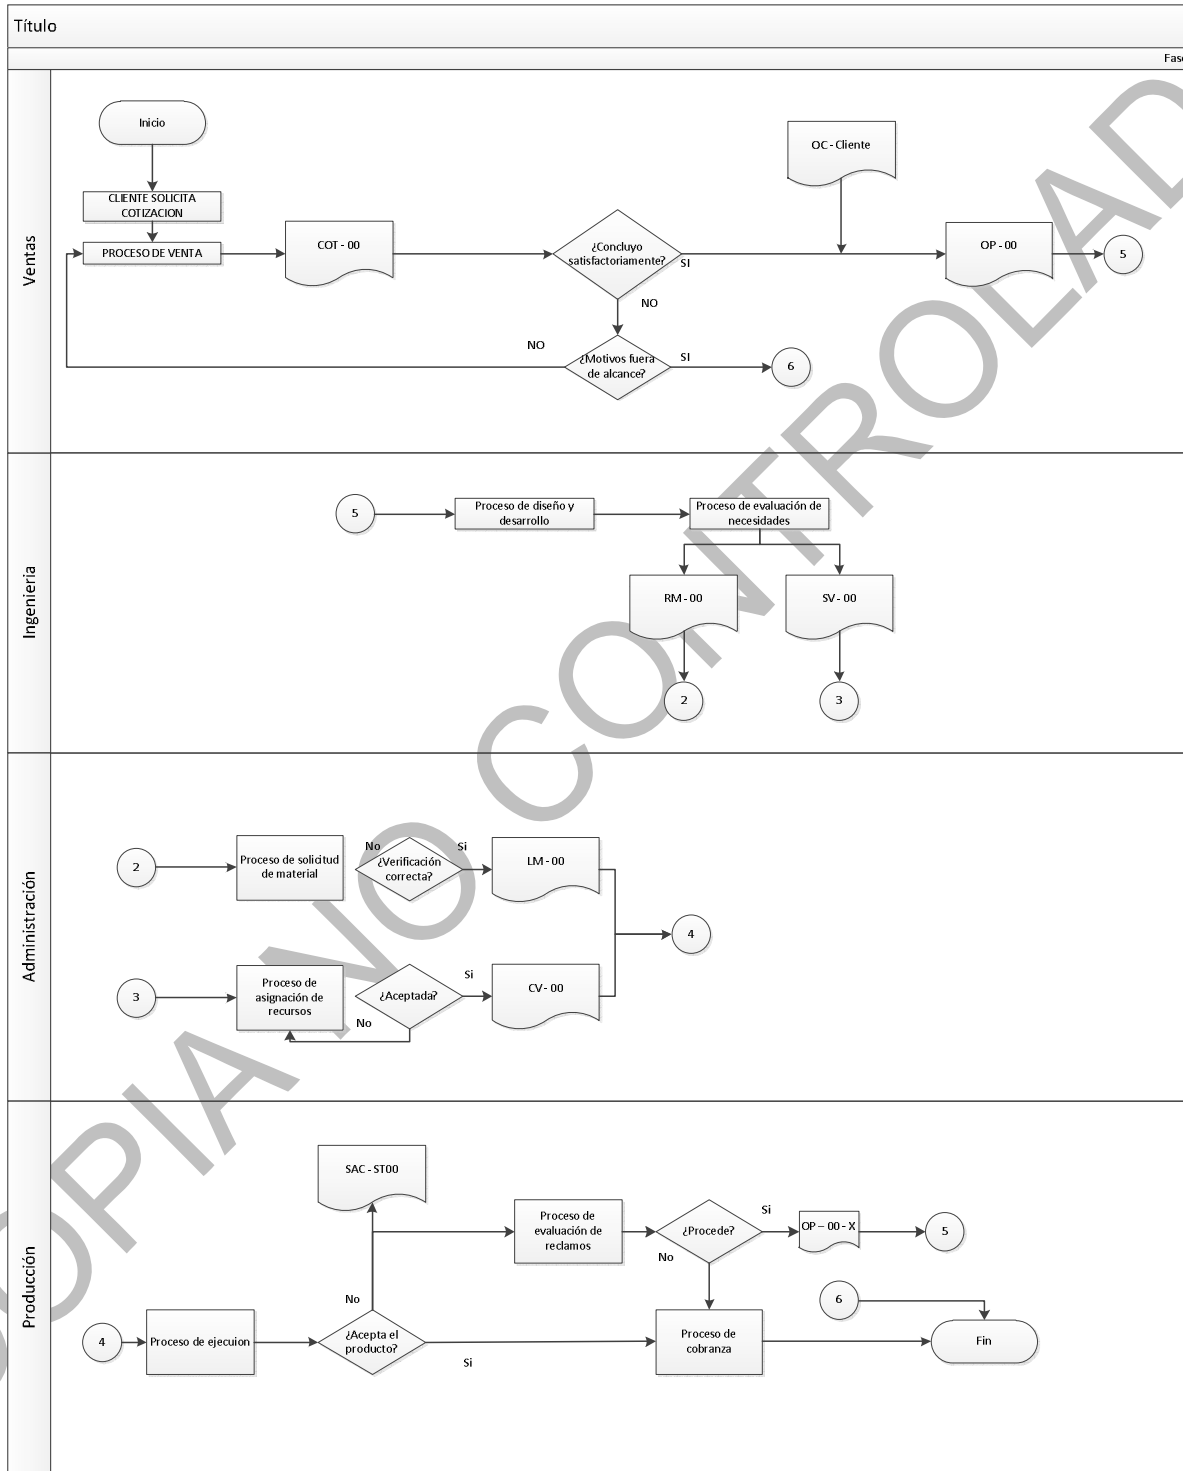 Título
Fase
Ventas
Inicio
CLIENTE SOLICITA
COTIZACION
PROCESO DE VENTA
COT - 00
¿Concluyo
satisfactoriamente?
SI
NO
OC - Cliente
OP - 00
5
¿Motivos fuera
de alcance?
NO
SI
6
Ingenieria
5
Proceso de diseño y
desarrollo
Proceso de evaluación de
necesidades
RM - 00
SV - 00
2
3
Administración
2
Proceso de solicitud
de material
No
¿Verificación
correcta?
Si
LM - 00
4
3
Proceso de
asignación de
recursos
¿Aceptada?
No
Si
CV - 00
Producción
SAC - ST00
Proceso de
evaluación de
reclamos
¿Procede?
Si
No
OP – 00 - X
5
6
4
Proceso de ejecuion
No
¿Acepta el
producto?
Si
Proceso de
cobranza
Fin
OPIA NO CONTROLAD